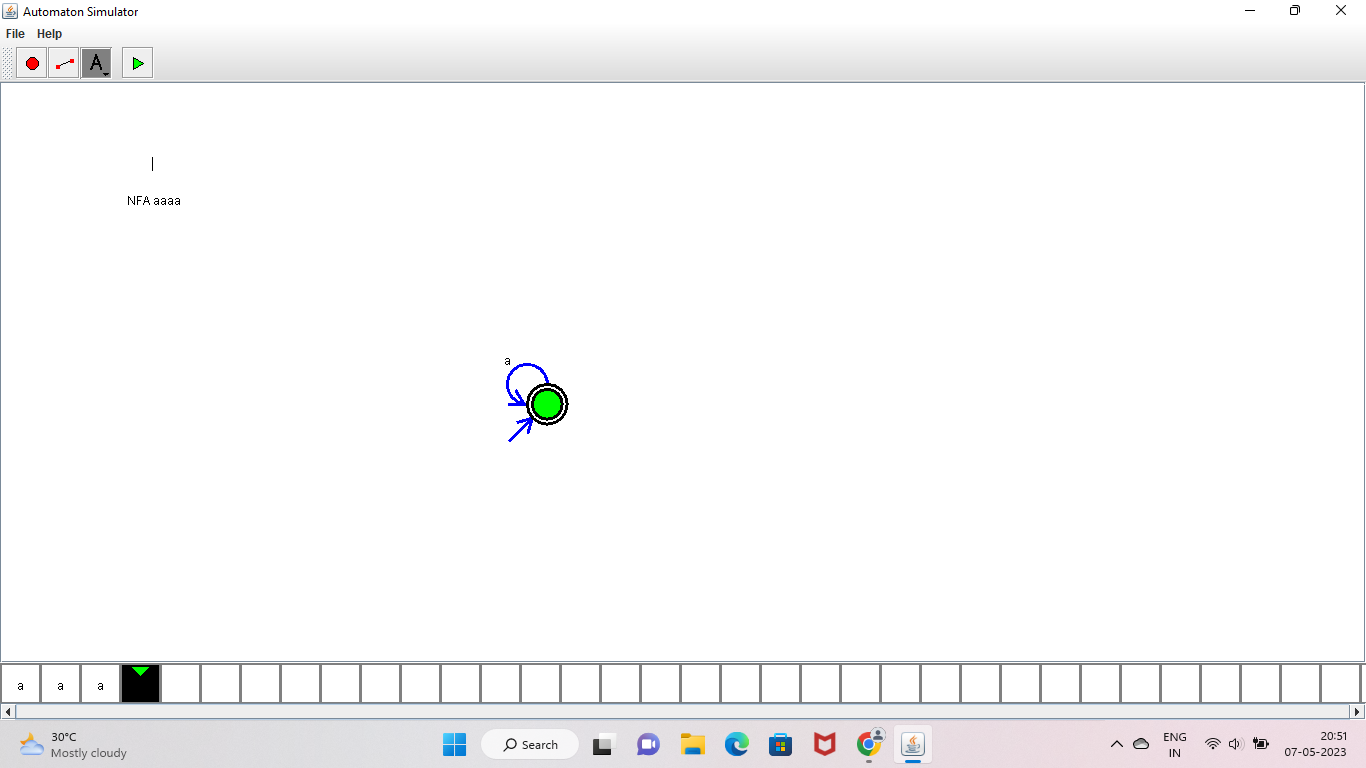 Automaton Simulator
File Help
A
NFA aaaa
a
a a a
30°C
Mostly cloudy
Search
ENG
IN
20:51
07-05-2023